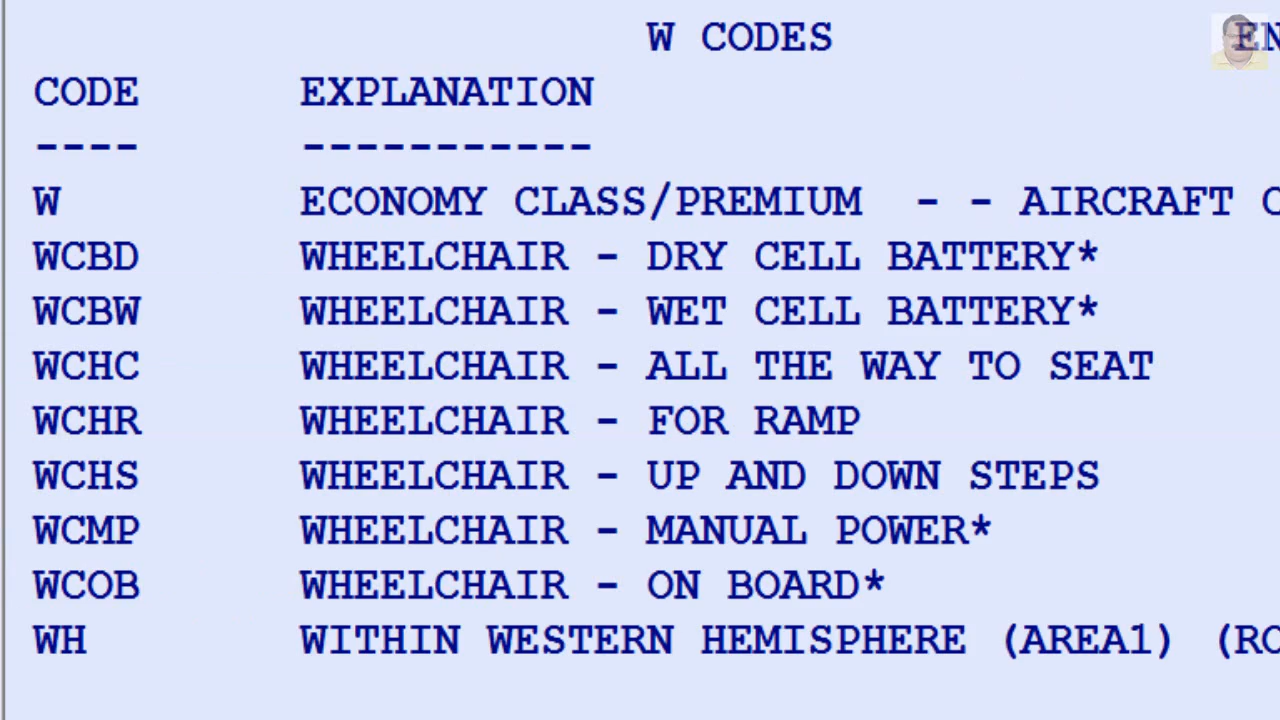 W CODES EN
CODE EXPLANATION
---- -----------
W ECONOMY CLASS/PREMIUM - - AIRCRAFT
WCBD WHEELCHAIR - DRY CELL BATTERY*
WCBW WHEELCHAIR - WET CELL BATTERY*
WCHC WHEELCHAIR - ALL THE WAY TO SEAT
WCHR WHEELCHAIR - FOR RAMP
WCHS WHEELCHAIR - UP AND DOWN STEPS
WCMP WHEELCHAIR - MANUAL POWER*
WCOB WHEELCHAIR - ON BOARD*
WH WITHIN WESTERN HEMISPHERE (AREA1)